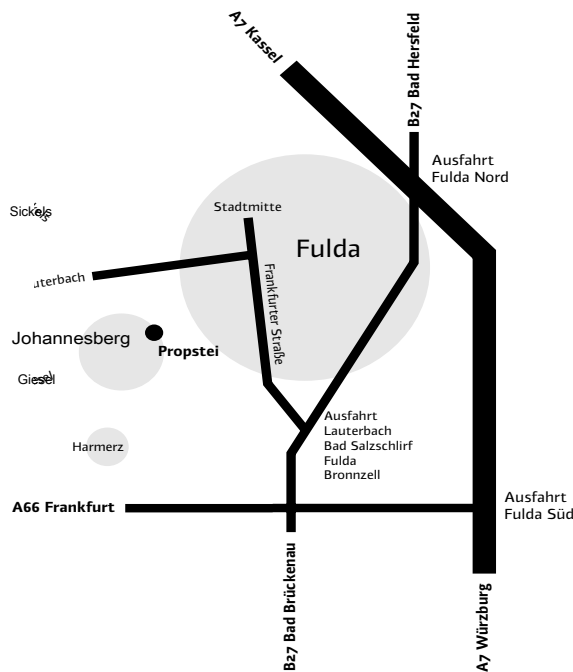 A7 Kassel
B27 Bad Hersfeld
Ausfahrt
Fulda Nord
Stadtmitte
Sickels
Fulda
Frankfurter Straße
uterbach
Johannesberg
Propstei
Giesel
Ausfahrt
Lauterbach
Bad Salzschlirf
Fulda
Bronnzell
Harmerz
A66 Frankfurt
Ausfahrt
Fulda Süd
B27 Bad Brückenau
A7 Würzburg